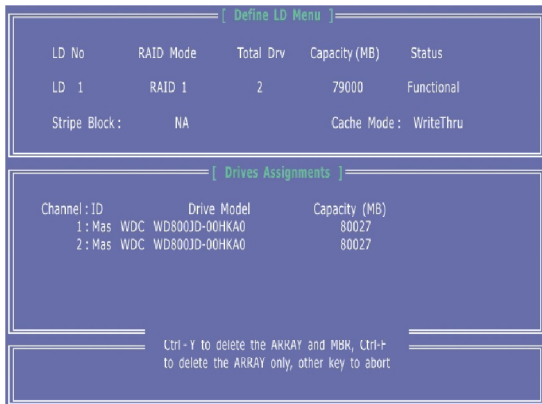 [ Define LD Menu ]
LD No RAID Mode Total Drv Capacity (MB) Status
LD 1 RAID 1 2 79000 Functional
Stripe Block : NA Cache Mode : WriteThru
[ Drives Assignments ]
Channel : ID Drive Model Capacity (MB)
1 : Mas WDC WD800JD-00HKA0 80027
2 : Mas WDC WD800JD-00HKA0 80027
Ctrl - Y to delete the ARRAY and MBR, Ctrl-F
to delete the ARRAY only, other key to abort